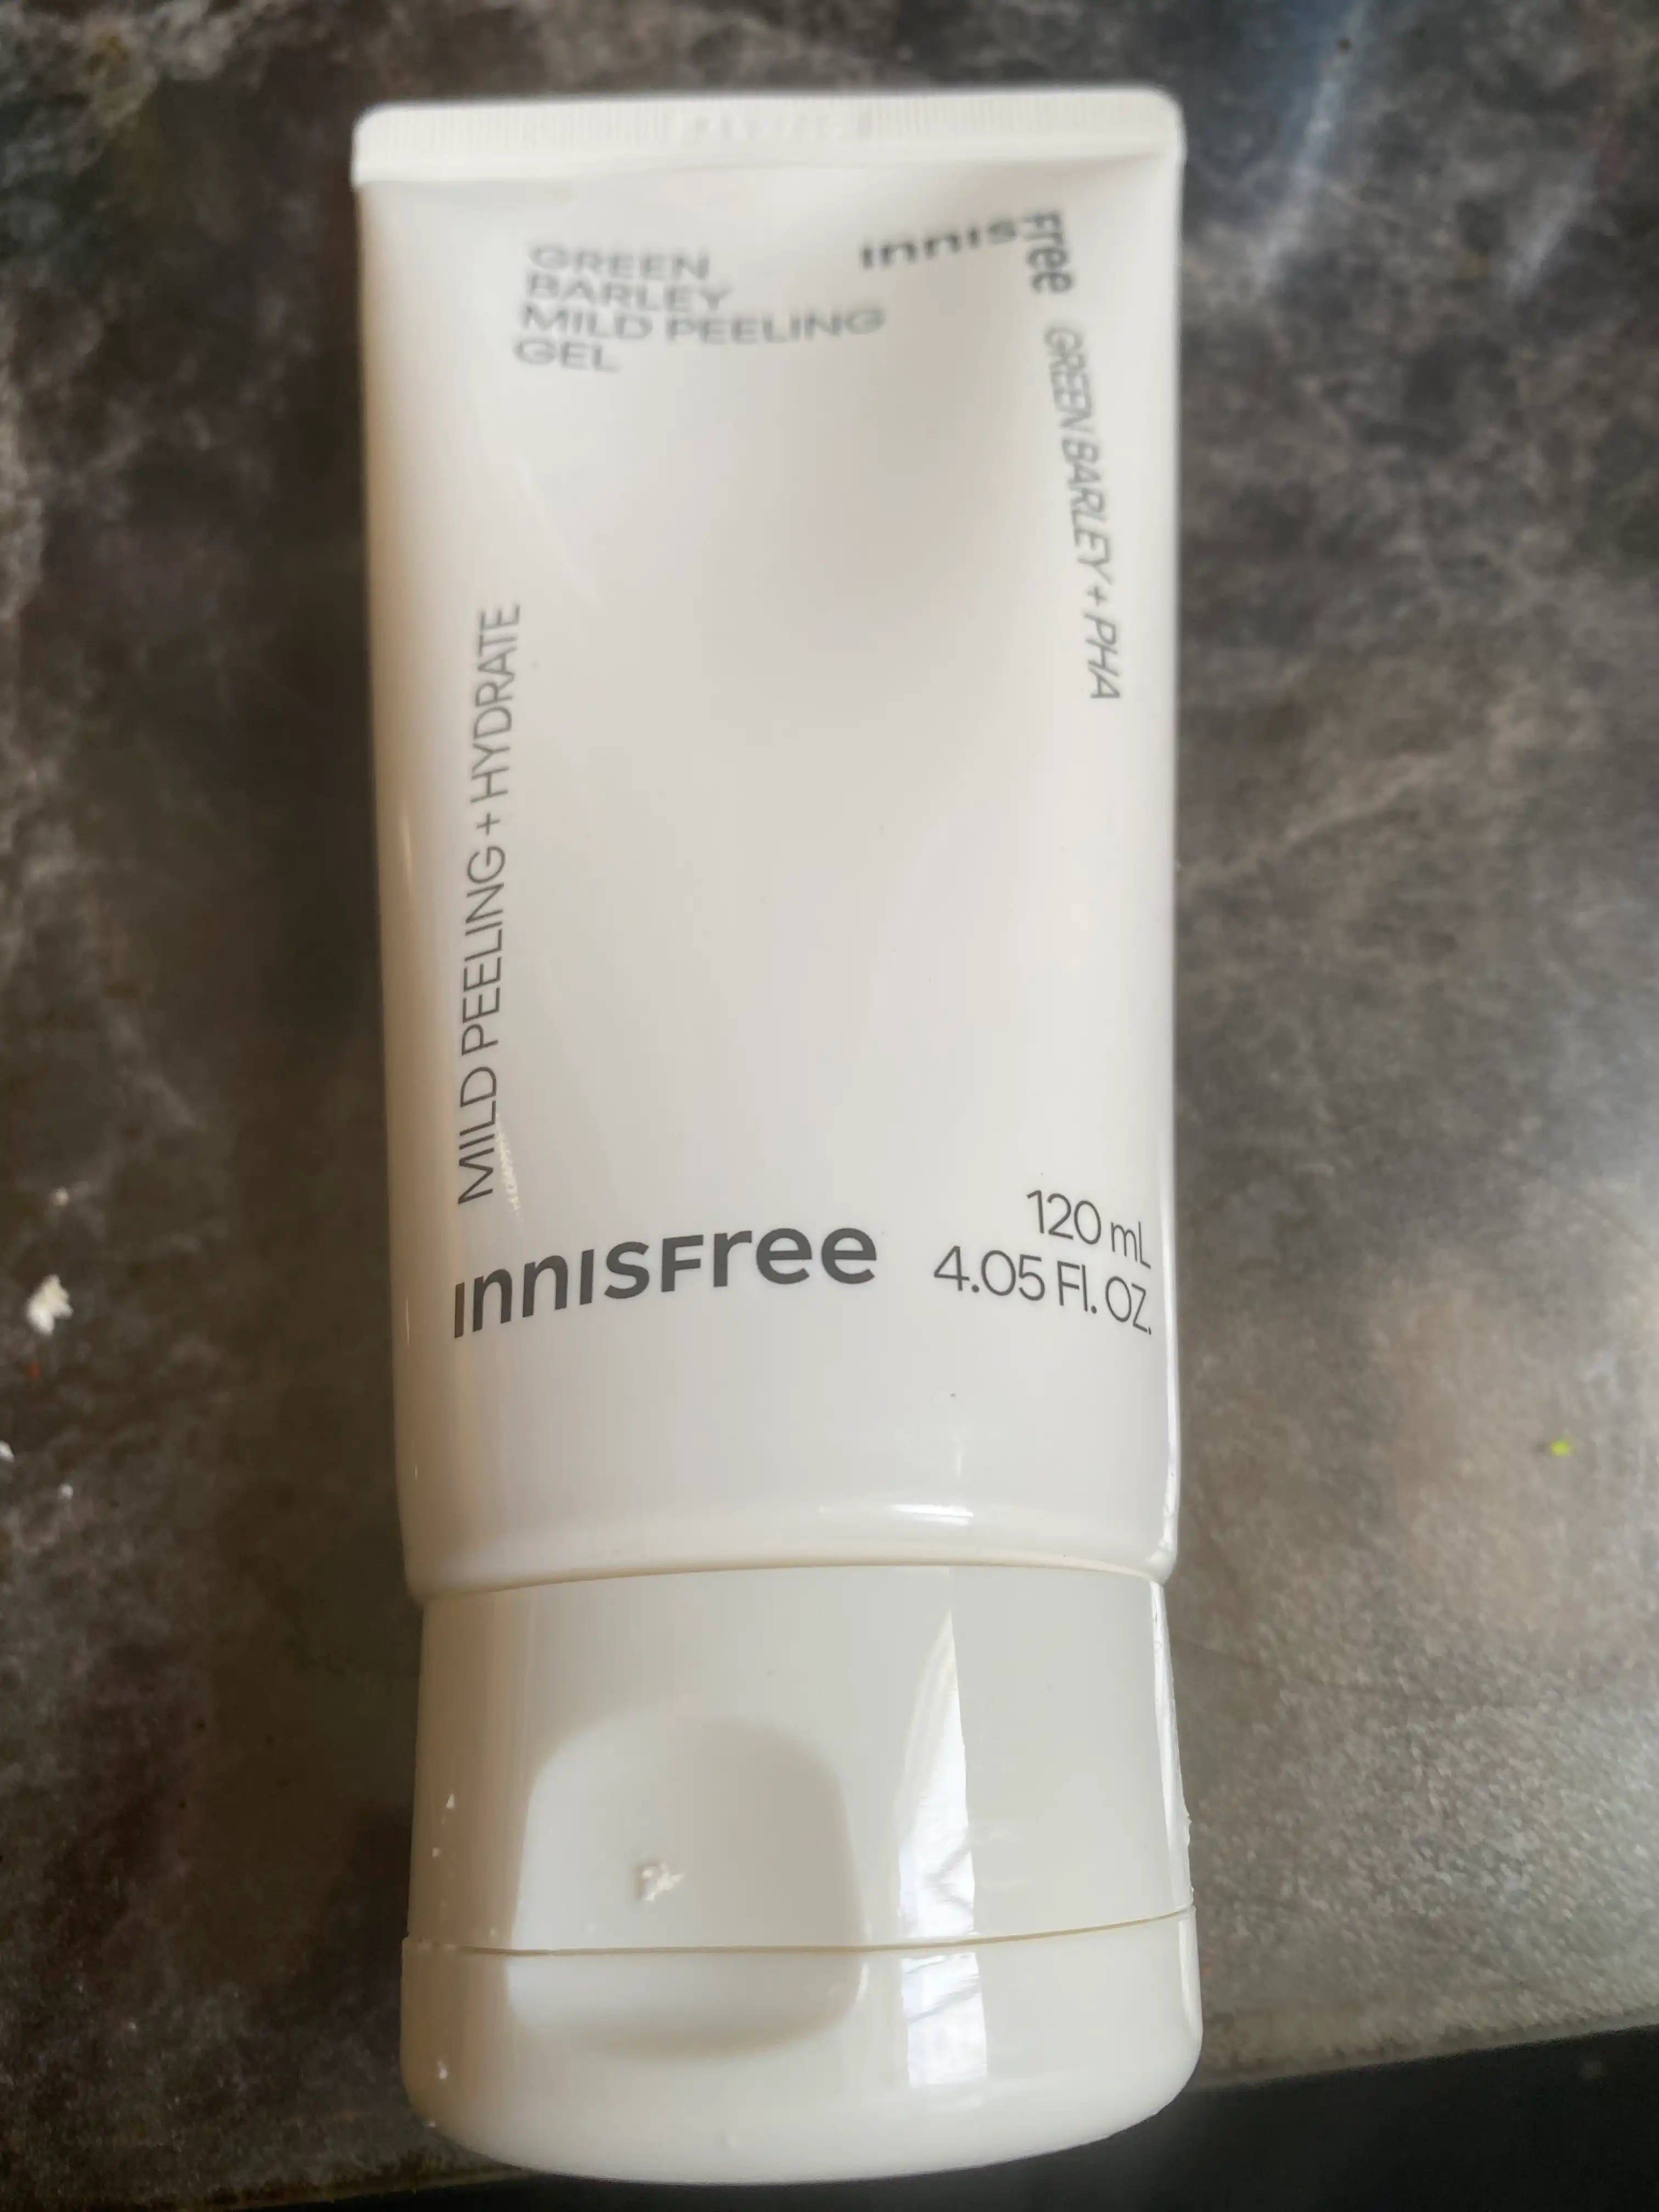 GREEN
BARLEY
MILD PEELING
GEL
INNISFree
GREEN BARLEY + PHA
MILD PEELING + HYDRATE
INNISFree
120 mL
4.05 Fl. OZ.